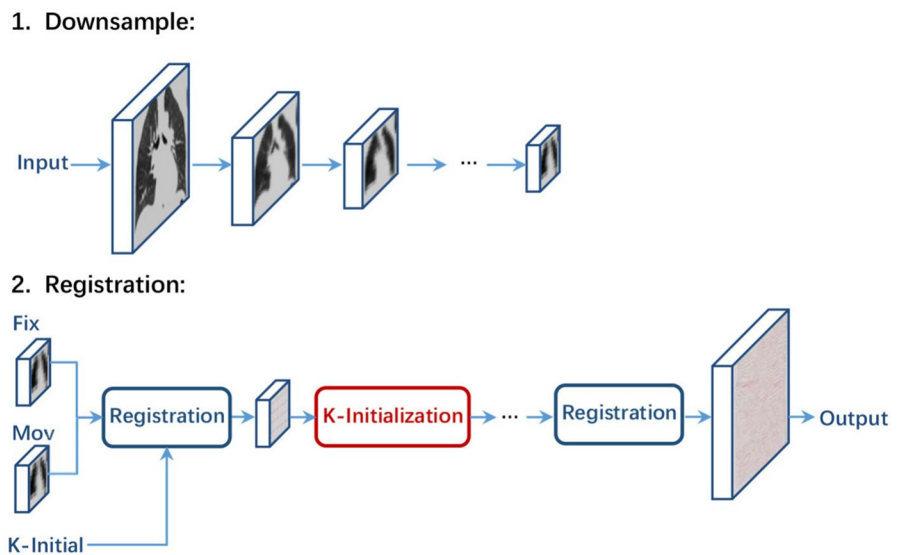 1. Downsample:
Input
...
2. Registration:
Fix
Mov
Registration
K-Initialization
...
Registration
Output
K-Initial